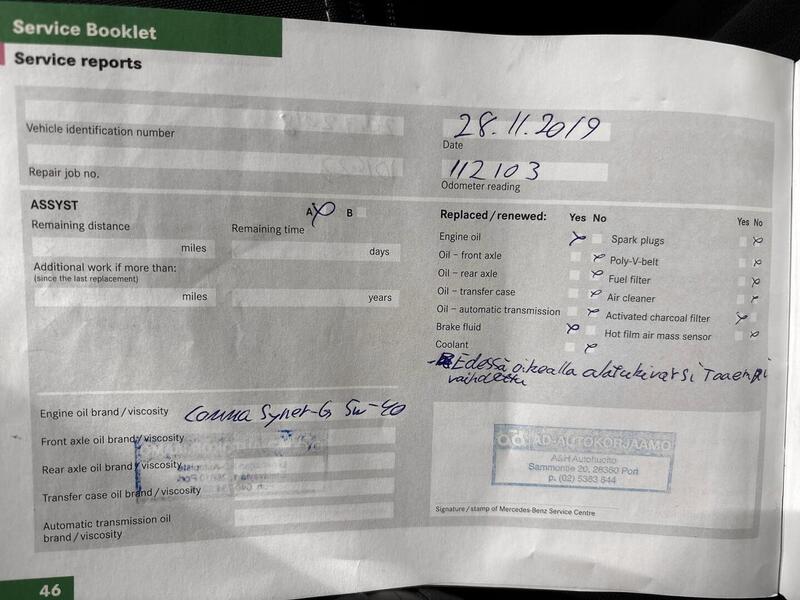 Service Booklet
Service reports
Vehicle identification number
28.11.2019
Date
Repair job no.
112103
Odometer reading
ASSYST
A B
Remaining distance
Remaining time
miles
days
Additional work if more than:
(since the last replacement)
miles
years
Replaced/renewed: Yes No
Yes No
Engine oil
Spark plugs
Oil – front axle
Poly-V-belt
Oil – rear axle
Fuel filter
Oil – transfer case
Air cleaner
Oil – automatic transmission
Activated charcoal filter
Brake fluid
Hot film air mass sensor
Coolant
- Edessä oikealla alatukivarsi Taaempi
vaihdettu
Engine oil brand/viscosity Comma Syner-G 5w-40
Front axle oil brand/viscosity
Rear axle oil brand/viscosity
Transfer case oil brand/viscosity
Automatic transmission oil
brand/viscosity
AD-AUTOKORJAAMO
A&H Autohuolto
Sammontie 20, 28360 Pori
p. (02) 5383 644
Signature/stamp of Mercedes-Benz Service Centre
46